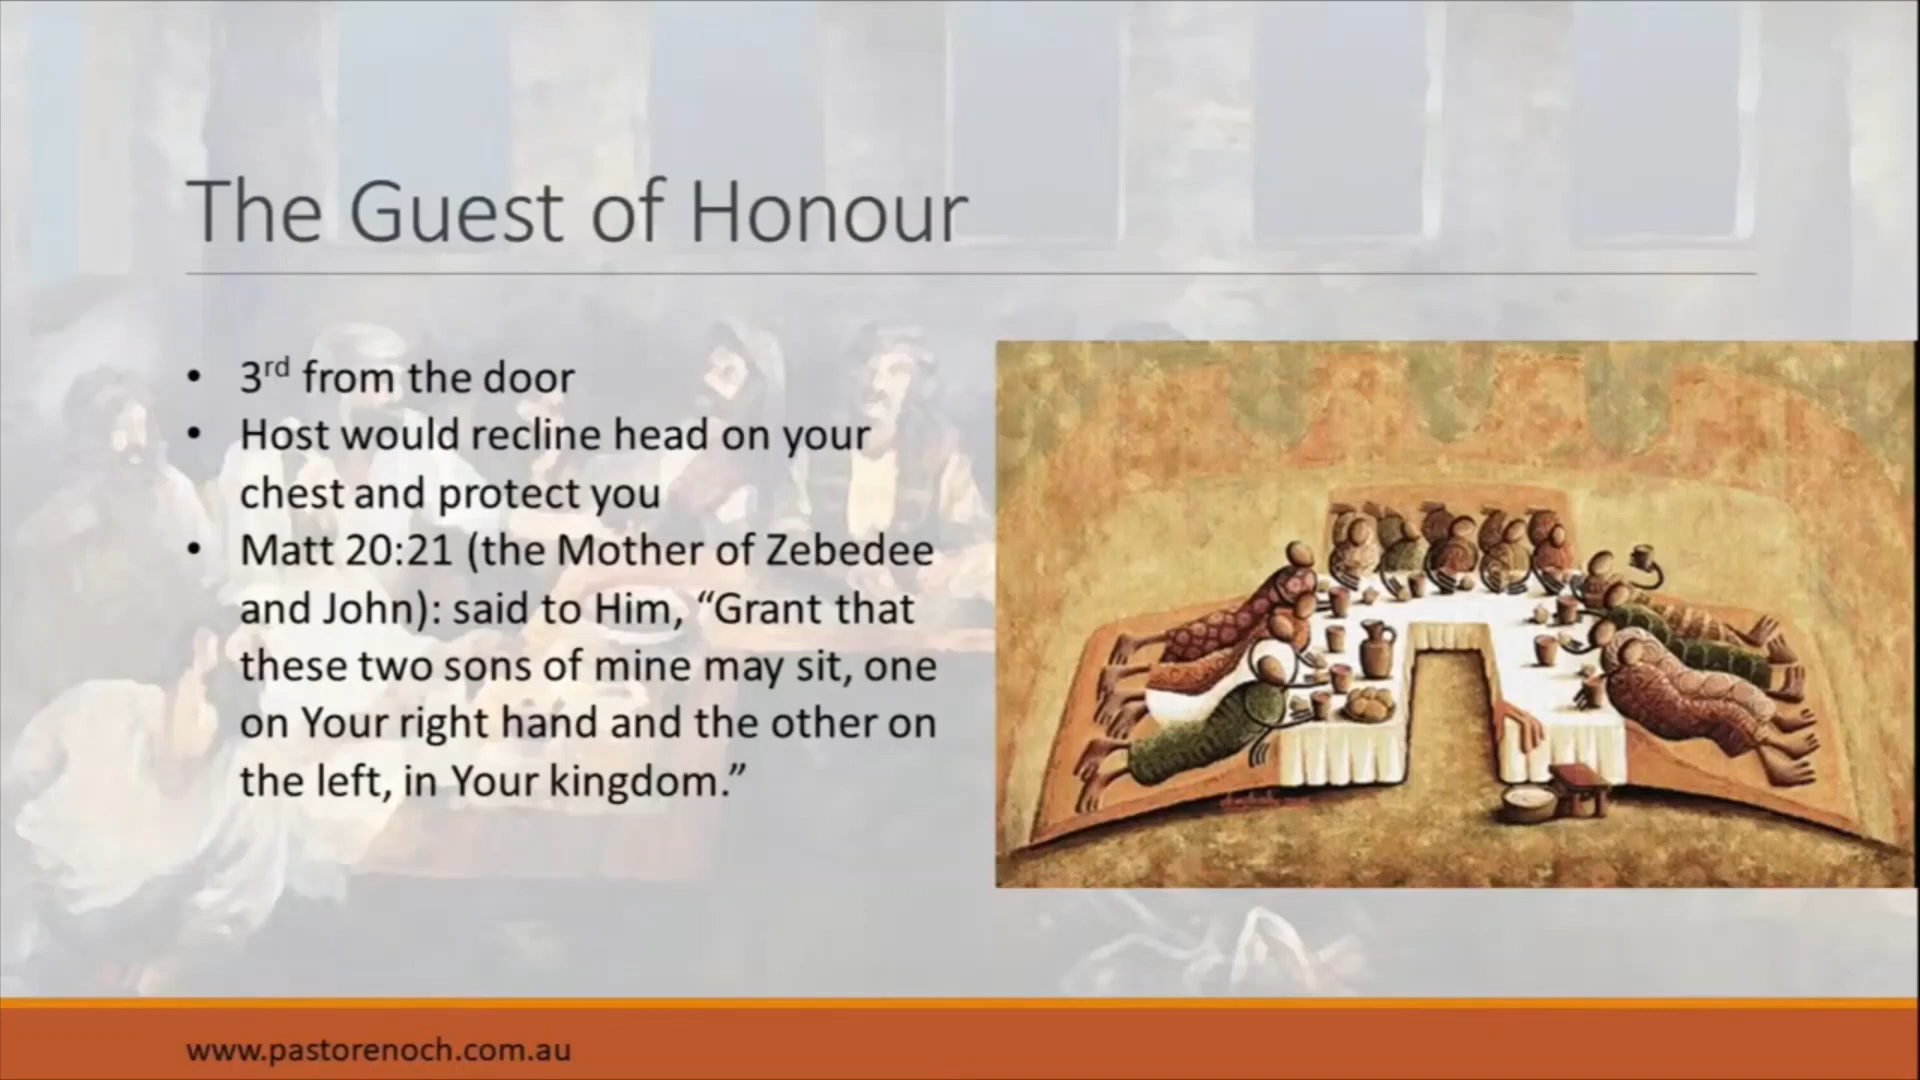 The Guest of Honour
• 3rd from the door
• Host would recline head on your
chest and protect you
• Matt 20:21 (the Mother of Zebedee
and John): said to Him, “Grant that
these two sons of mine may sit, one
on Your right hand and the other on
the left, in Your kingdom.”
www.pastorenoch.com.au